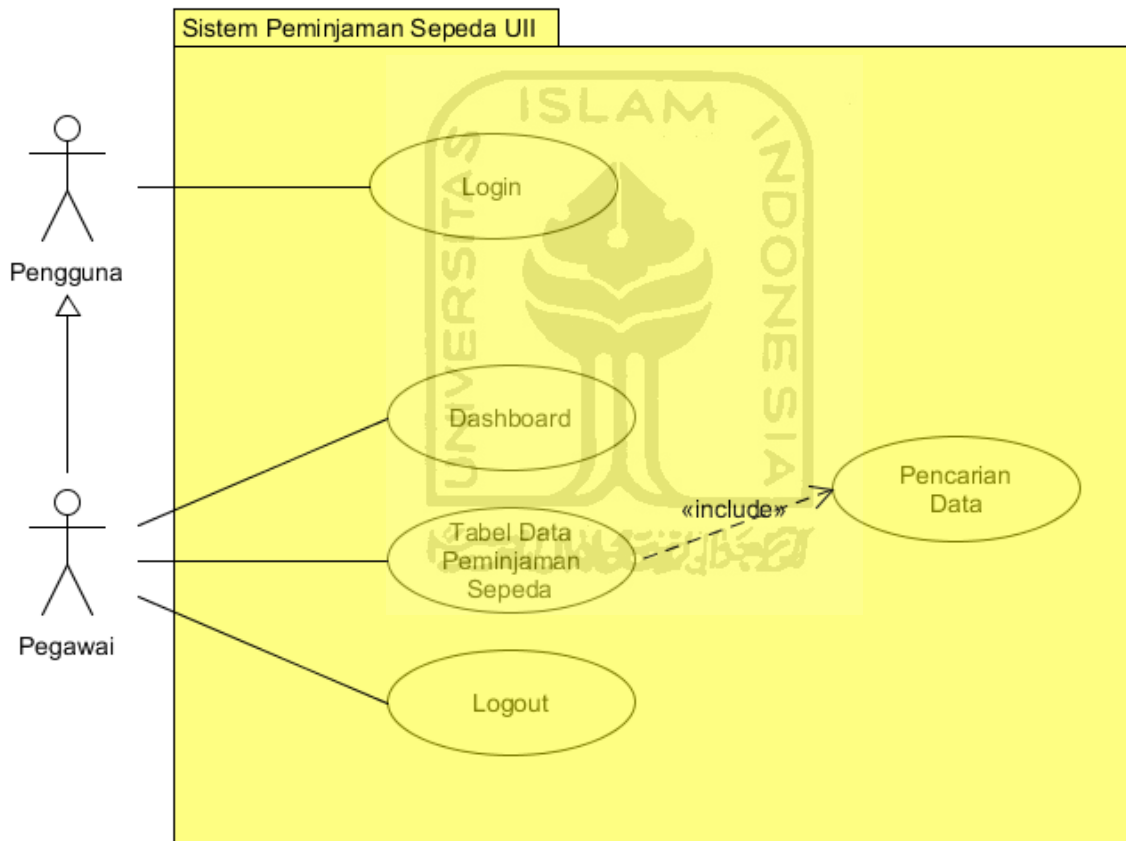 Sistem Peminjaman Sepeda UII
ISLAM
UNIVERSITAS
INDONESIA
Login
Pengguna
Dashboard
Pencarian
Data
«include»
Tabel Data
Peminjaman
Sepeda
Pegawai
Logout